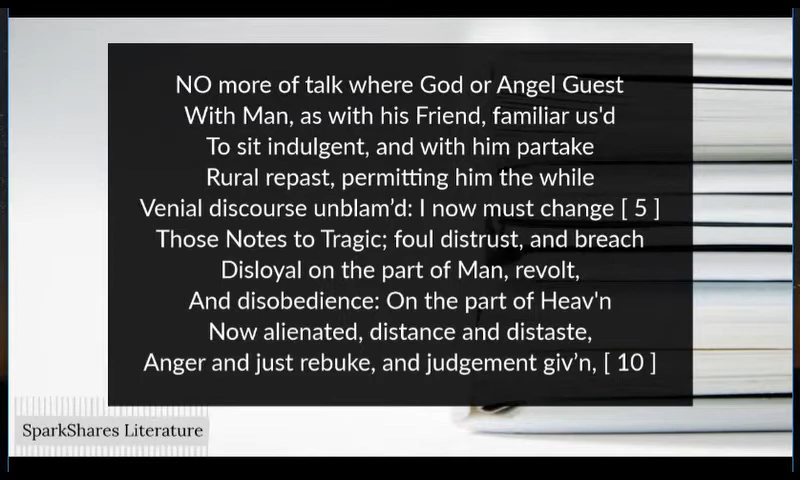 NO more of talk where God or Angel Guest
With Man, as with his Friend, familiar us'd
To sit indulgent, and with him partake
Rural repast, permitting him the while
Venial discourse unblam’d: I now must change [ 5 ]
Those Notes to Tragic; foul distrust, and breach
Disloyal on the part of Man, revolt,
And disobedience: On the part of Heav'n
Now alienated, distance and distaste,
Anger and just rebuke, and judgement giv’n, [ 10 ]
SparkShares Literature